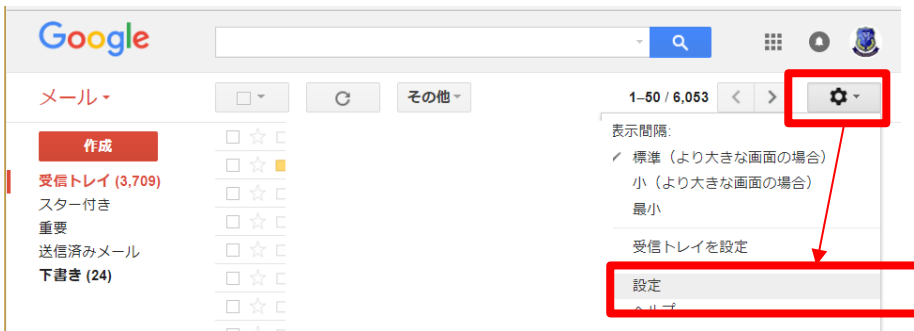 Google
メール
その他
1–50 / 6,053
作成
受信トレイ (3,709)
スター付き
重要
送信済みメール
下書き (24)
表示間隔:
標準（より大きな画面の場合）
小（より大きな画面の場合）
最小
受信トレイを設定
設定
ヘルプ